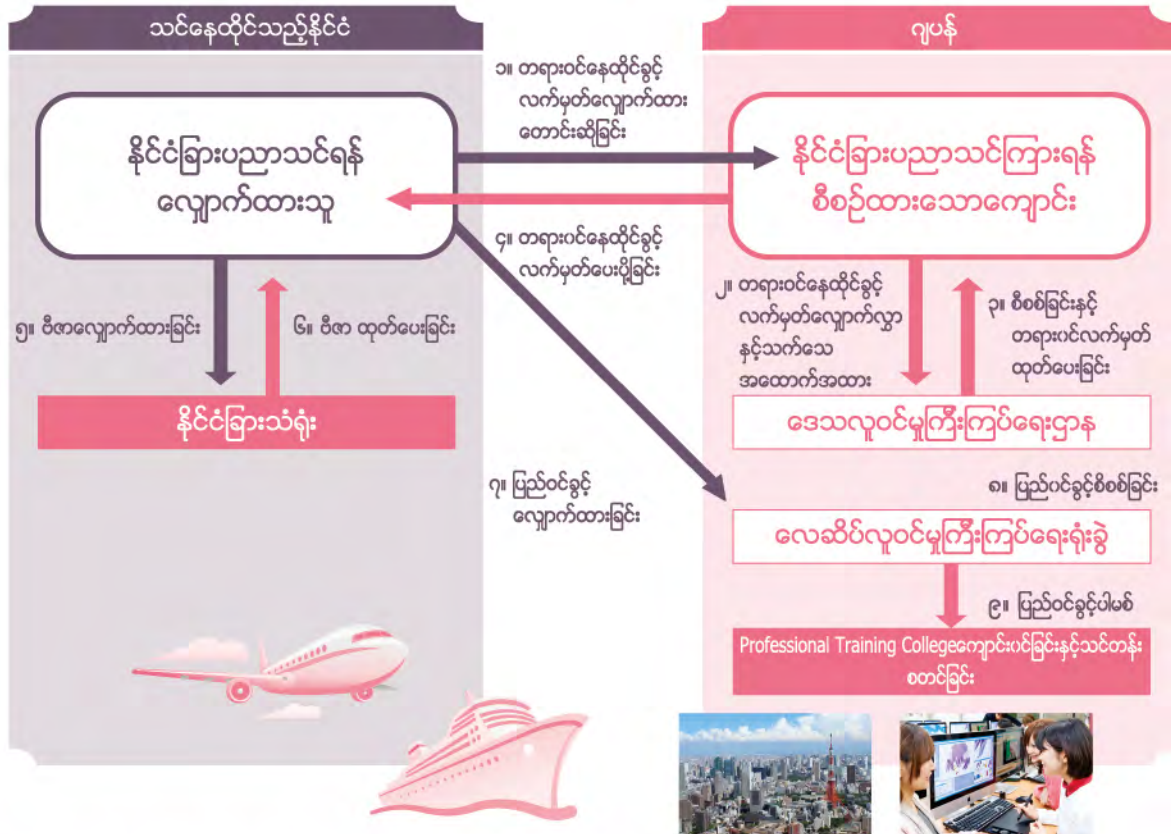 သင်နေထိုင်သည့်နိုင်ငံ
ဂျပန်
၁။ တရားဝင်နေထိုင်ခွင့်
လက်မှတ်လျှောက်ထား
တောင်းဆိုခြင်း
နိုင်ငံခြားပညာသင်ရန်
လျှောက်ထားသူ
နိုင်ငံခြားပညာသင်ကြားရန်
စီစဉ်ထားသောကျောင်း
၄။ တရားဝင်နေထိုင်ခွင့်
လက်မှတ်ပေးပို့ခြင်း
၂။ တရားဝင်နေထိုင်ခွင့်
လက်မှတ်လျှောက်လွှာ
နှင့်သက်သေ
အထောက်အထား
၃။ စီစစ်ခြင်းနှင့်
တရားဝင်လက်မှတ်
ထုတ်ပေးခြင်း
၅။ ဗီဇာလျှောက်ထားခြင်း
၆။ ဗီဇာ ထုတ်ပေးခြင်း
နိုင်ငံခြားသံရုံး
ဒေသလူဝင်မှုကြီးကြပ်ရေးဌာန
၇။ ပြည်ဝင်ခွင့်
လျှောက်ထားခြင်း
၈။ ပြည်ဝင်ခွင့်စိစစ်ခြင်း
လေဆိပ်လူဝင်မှုကြီးကြပ်ရေးရုံးခွဲ
၉။ ပြည်ဝင်ခွင့်ပါမစ်
Professional Training Collegeကျောင်းဝင်ခြင်းနှင့်သင်တန်း
စတင်ခြင်း